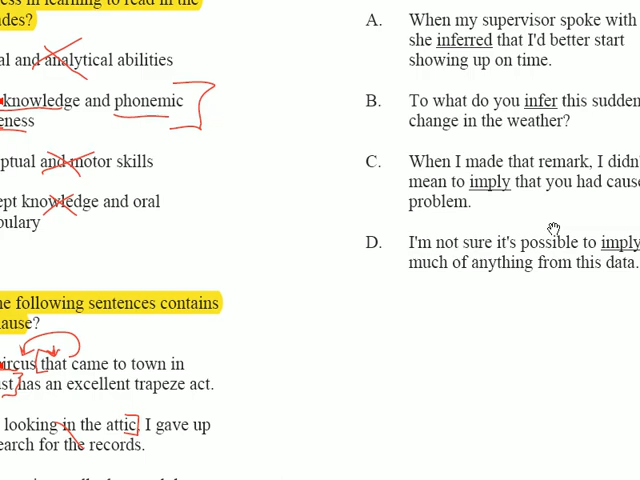 ess in learning to read in the
des?
al and analytical abilities
knowledge and phonemic
eness
ptual and motor skills
ept knowledge and oral
bulary
ne following sentences contains
lause?
ircus that came to town in
ast has an excellent trapeze act.
looking in the attic, I gave up
earch for the records.
A. When my supervisor spoke with
she inferred that I'd better start
showing up on time.
B. To what do you infer this sudden
change in the weather?
C. When I made that remark, I didn'
mean to imply that you had cause
problem.
D. I'm not sure it's possible to imply
much of anything from this data.